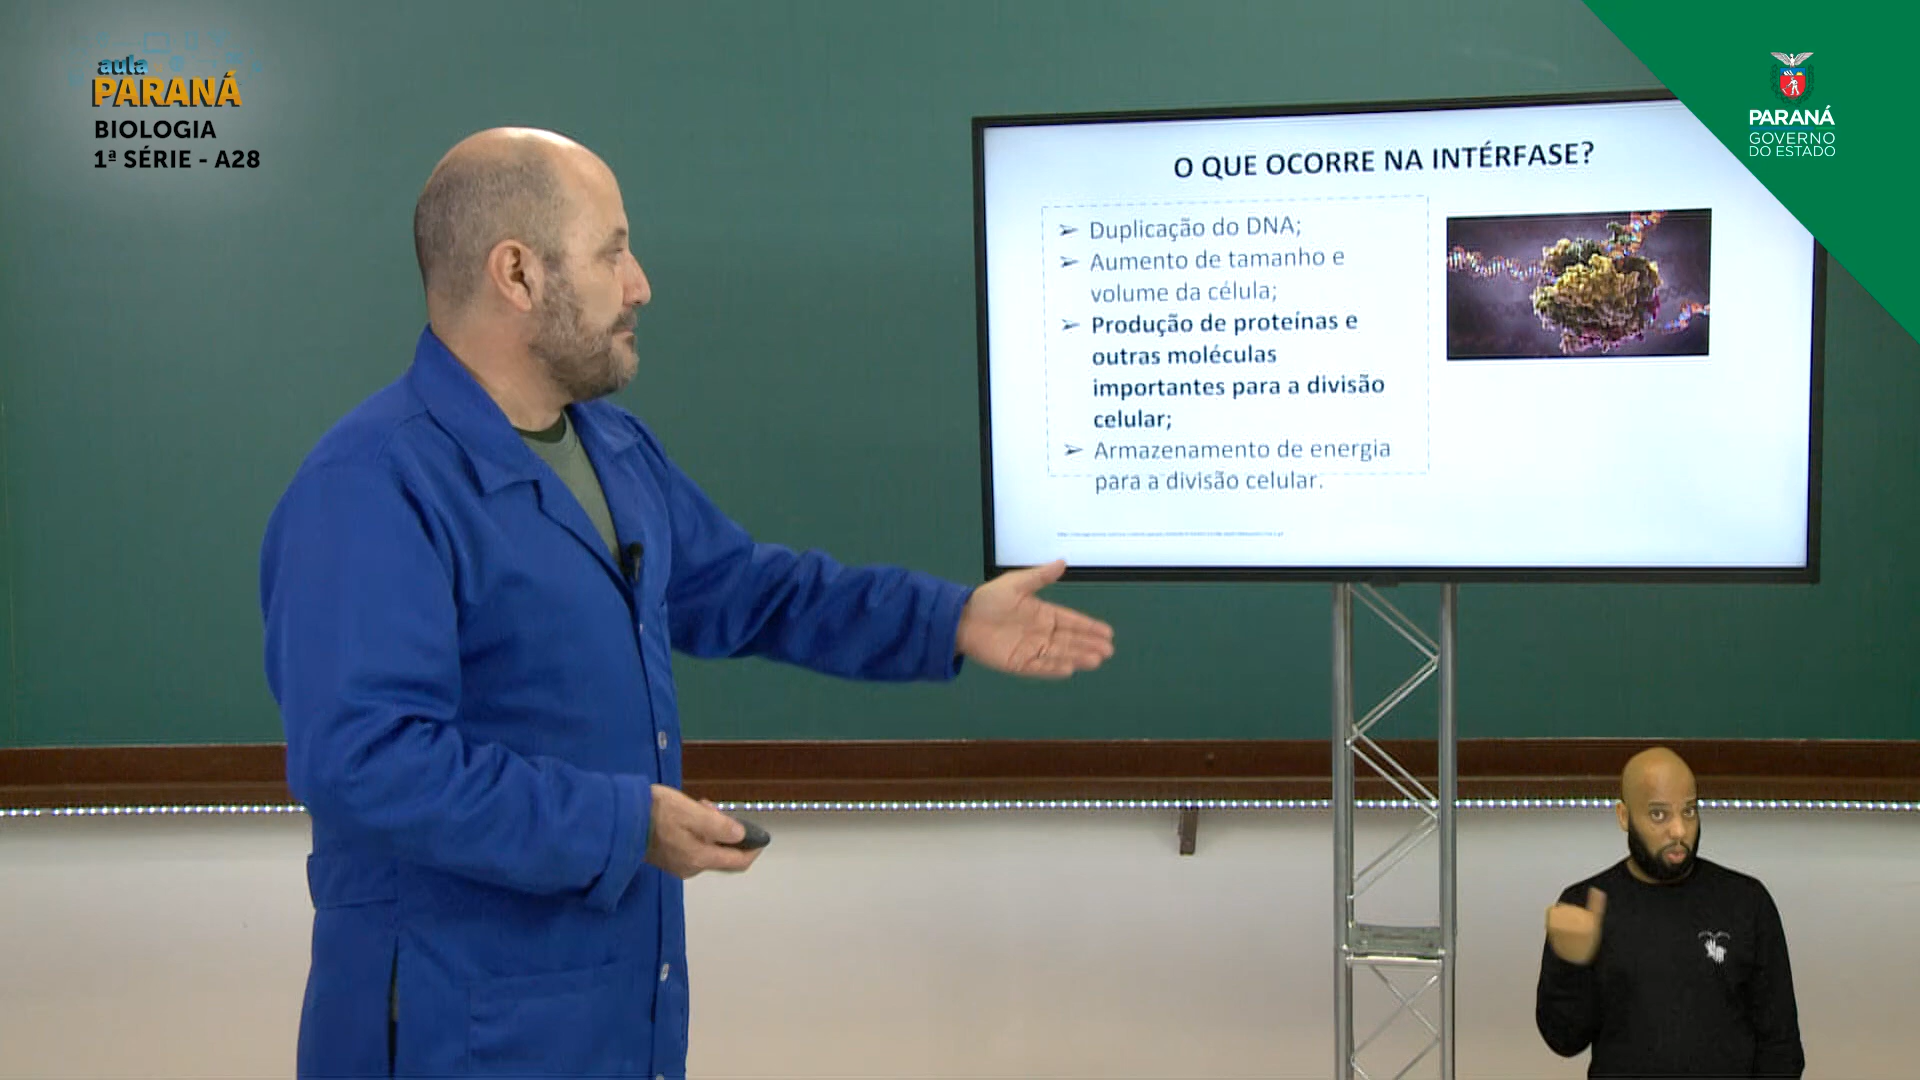 aula
PARANÁ
BIOLOGIA
1ª SÉRIE - A28
PARANÁ
GOVERNO
DO ESTADO
O QUE OCORRE NA INTÉRFASE?
➢ Duplicação do DNA;
➢ Aumento de tamanho e
volume da célula;
➢ Produção de proteínas e
outras moléculas
importantes para a divisão
celular;
➢ Armazenamento de energia
para a divisão celular.